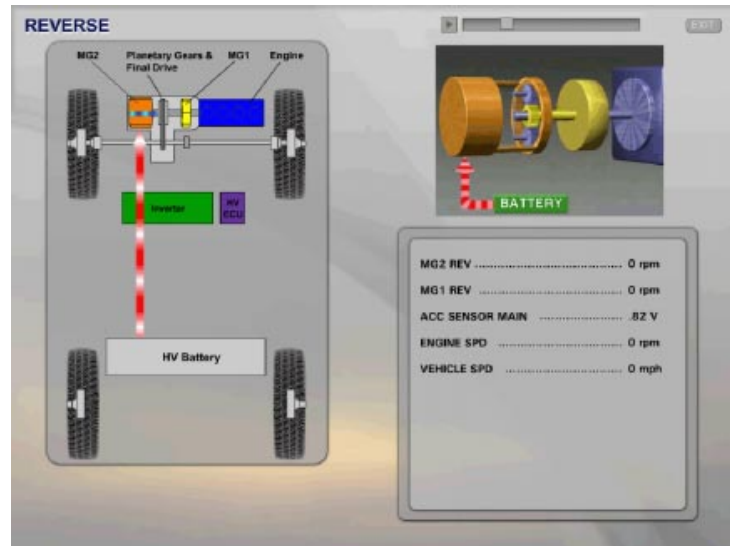 REVERSE
EXIT
MG2
Planetary Gears &
Final Drive
MG1
Engine
Inverter
HV
ECU
HV Battery
BATTERY
MG2 REV ........................................ 0 rpm
MG1 REV ....................................... 0 rpm
ACC SENSOR MAIN ...................... .82 V
ENGINE SPD ................................ 0 rpm
VEHICLE SPD ............................... 0 mph